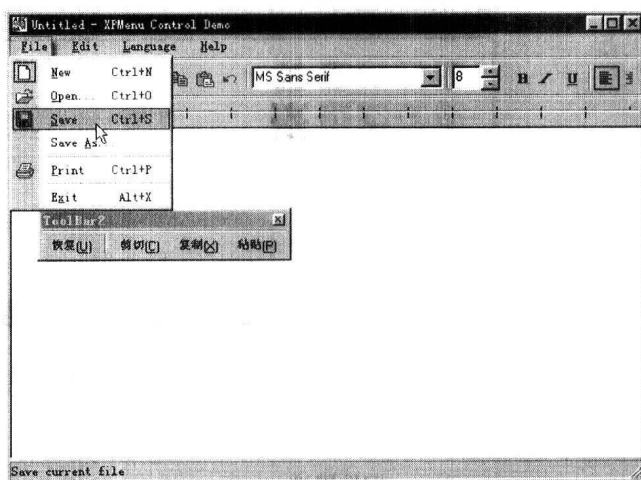 Untitled - XPMenu Control Demo
File Edit Language Help
New Ctrl+N
MS Sans Serif 8 B I U
Open... Ctrl+O
Save Ctrl+S
Save As
Print Ctrl+P
Exit Alt+X
ToolBar2
恢复(U) 剪切(C) 复制(X) 粘贴(P)
Save current file